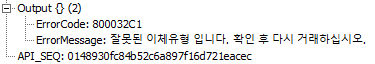 Output {} (2)
ErrorCode: 800032C1
ErrorMessage: 잘못된 이체유형 입니다. 확인 후 다시 거래하십시오.
API_SEQ: 0148930fc84b52c6a897f16d721eacec